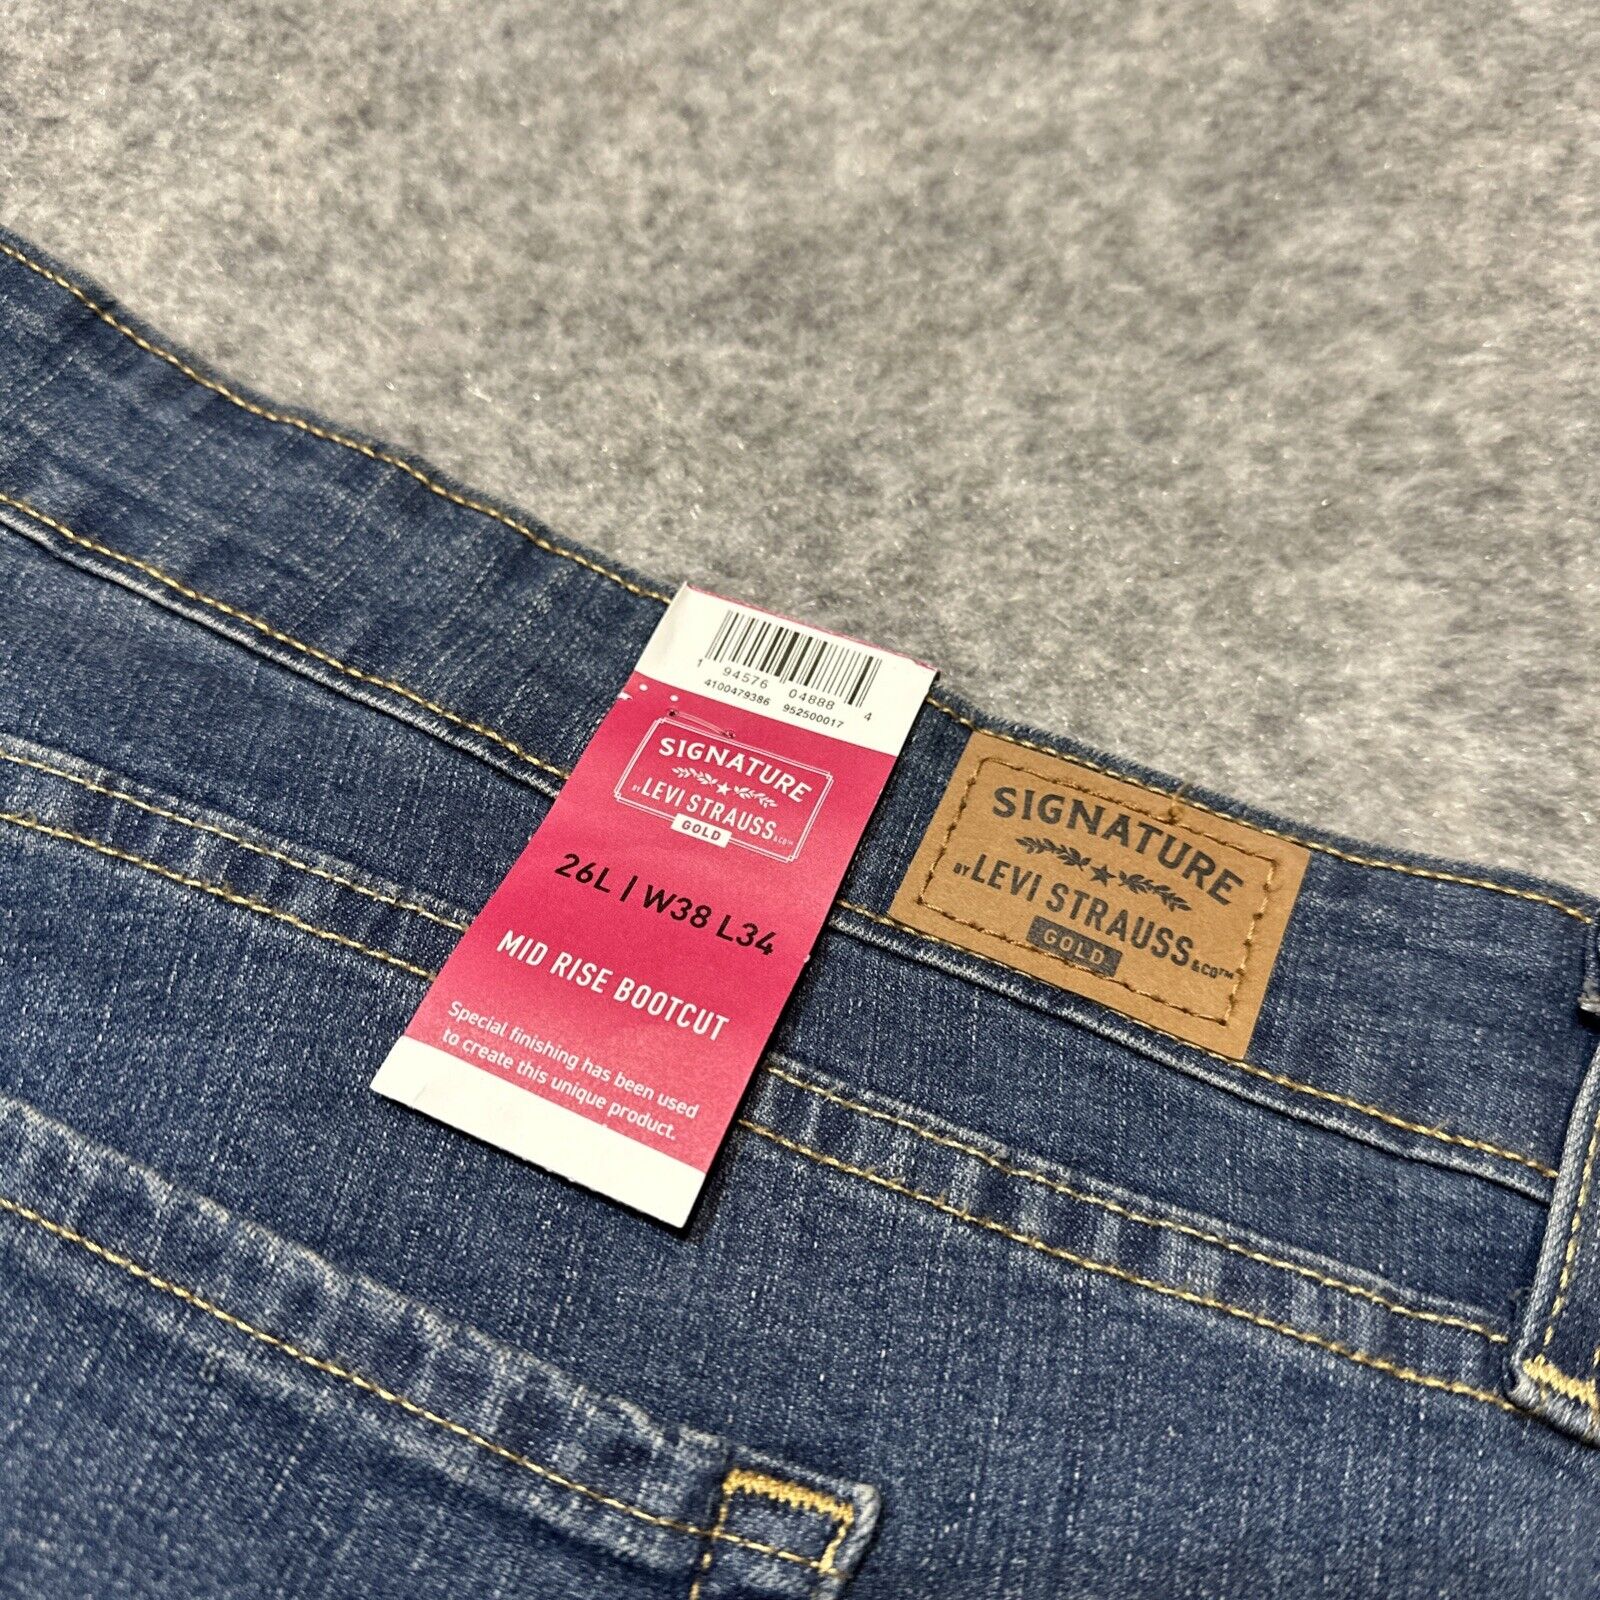 1 94576 04888 4
4100479386 952500017
SIGNATURE
BY LEVI STRAUSS & CO™
GOLD
26L | W38 L34
MID RISE BOOTCUT
Special finishing has been used
to create this unique product.
SIGNATURE
BY LEVI STRAUSS & CO™
GOLD